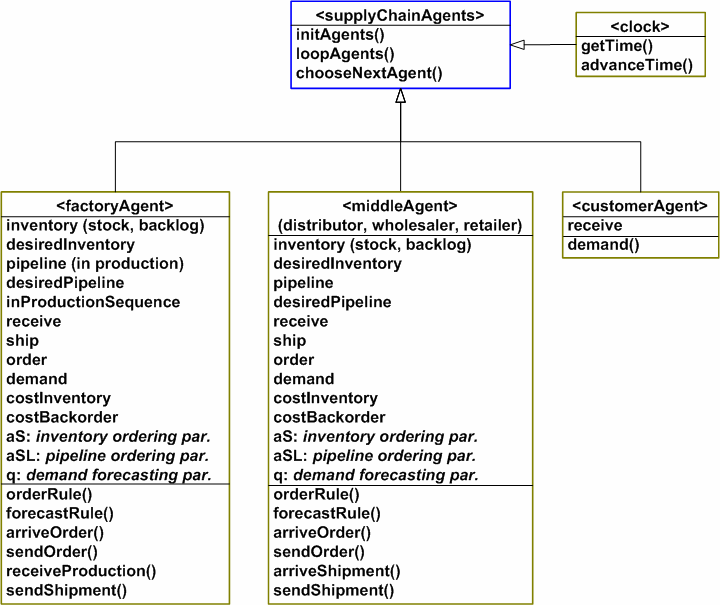 <supplyChainAgents>
initAgents()
loopAgents()
chooseNextAgent()
<clock>
getTime()
advanceTime()
<factoryAgent>
inventory (stock, backlog)
desiredInventory
pipeline (in production)
desiredPipeline
inProductionSequence
receive
ship
order
demand
costInventory
costBackorder
aS: inventory ordering par.
aSL: pipeline ordering par.
q: demand forecasting par.
orderRule()
forecastRule()
arriveOrder()
sendOrder()
receiveProduction()
sendShipment()
<middleAgent>
(distributor, wholesaler, retailer)
inventory (stock, backlog)
desiredInventory
pipeline
desiredPipeline
receive
ship
order
demand
costInventory
costBackorder
aS: inventory ordering par.
aSL: pipeline ordering par.
q: demand forecasting par.
orderRule()
forecastRule()
arriveOrder()
sendOrder()
arriveShipment()
sendShipment()
<customerAgent>
receive
demand()